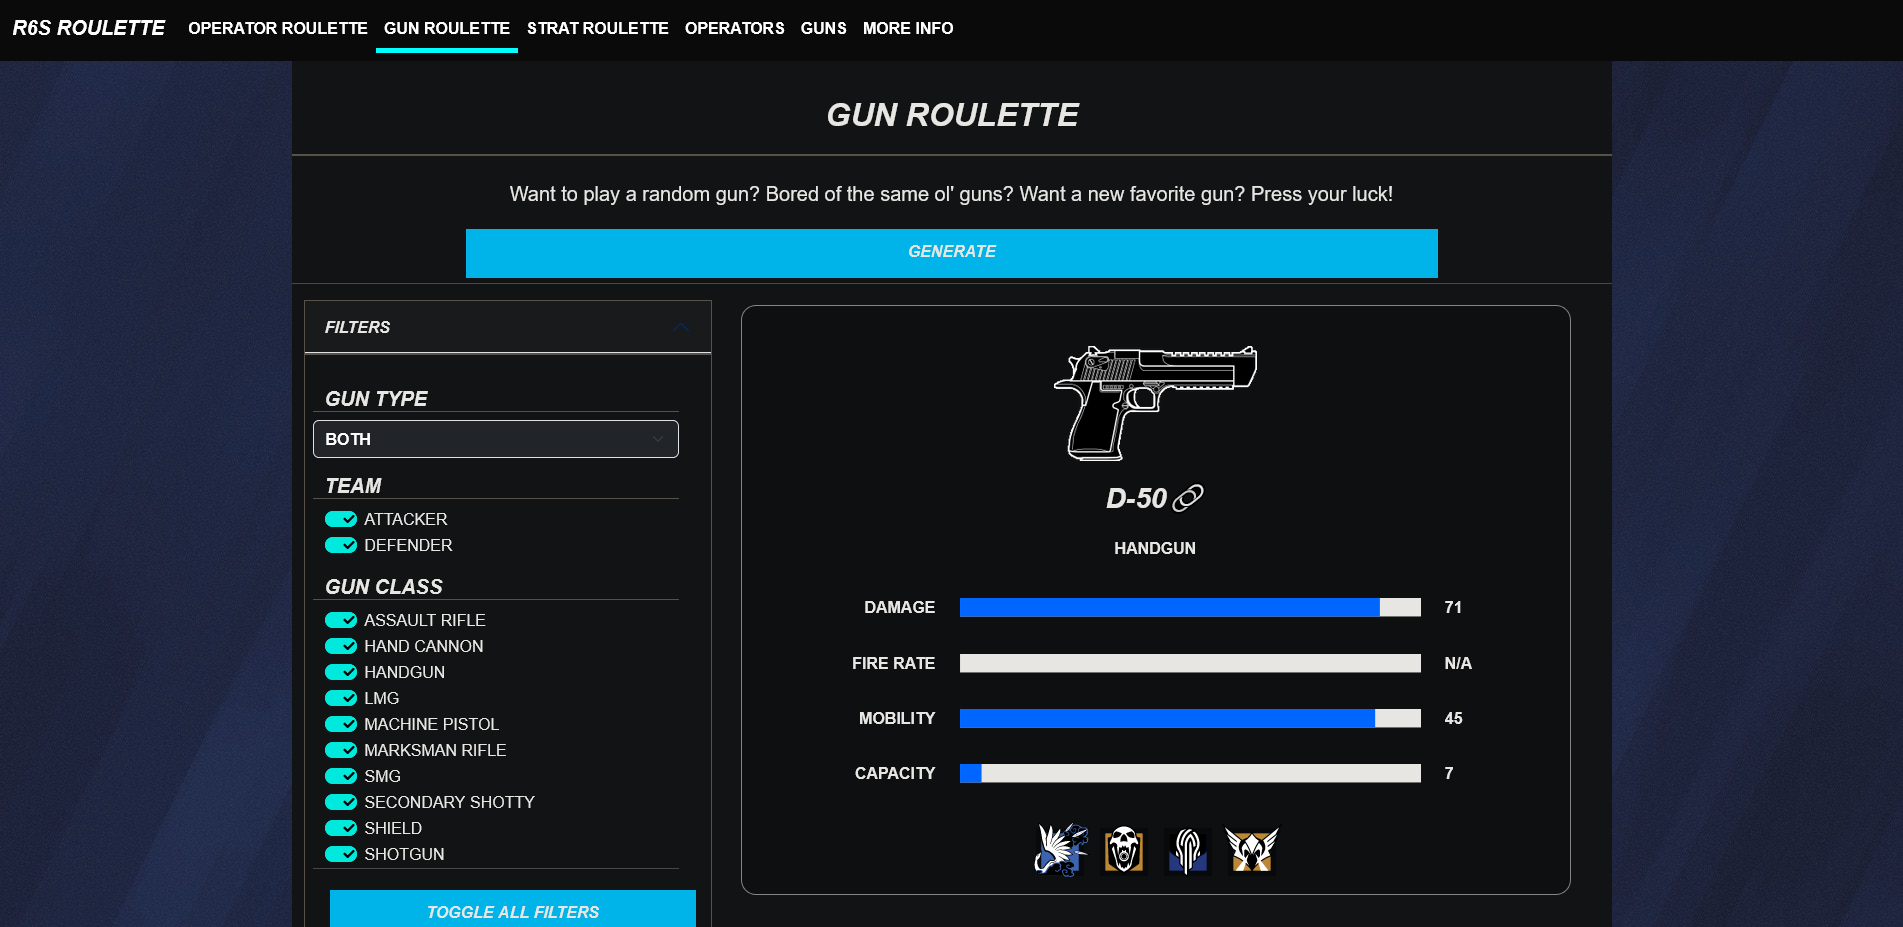 R6S ROULETTE OPERATOR ROULETTE GUN ROULETTE STRAT ROULETTE OPERATORS GUNS MORE INFO
GUN ROULETTE
Want to play a random gun? Bored of the same ol' guns? Want a new favorite gun? Press your luck!
GENERATE
FILTERS
GUN TYPE
BOTH
TEAM
ATTACKER
DEFENDER
GUN CLASS
ASSAULT RIFLE
HAND CANNON
HANDGUN
LMG
MACHINE PISTOL
MARKSMAN RIFLE
SMG
SECONDARY SHOTTY
SHIELD
SHOTGUN
TOGGLE ALL FILTERS
D-50
HANDGUN
DAMAGE 71
FIRE RATE N/A
MOBILITY 45
CAPACITY 7